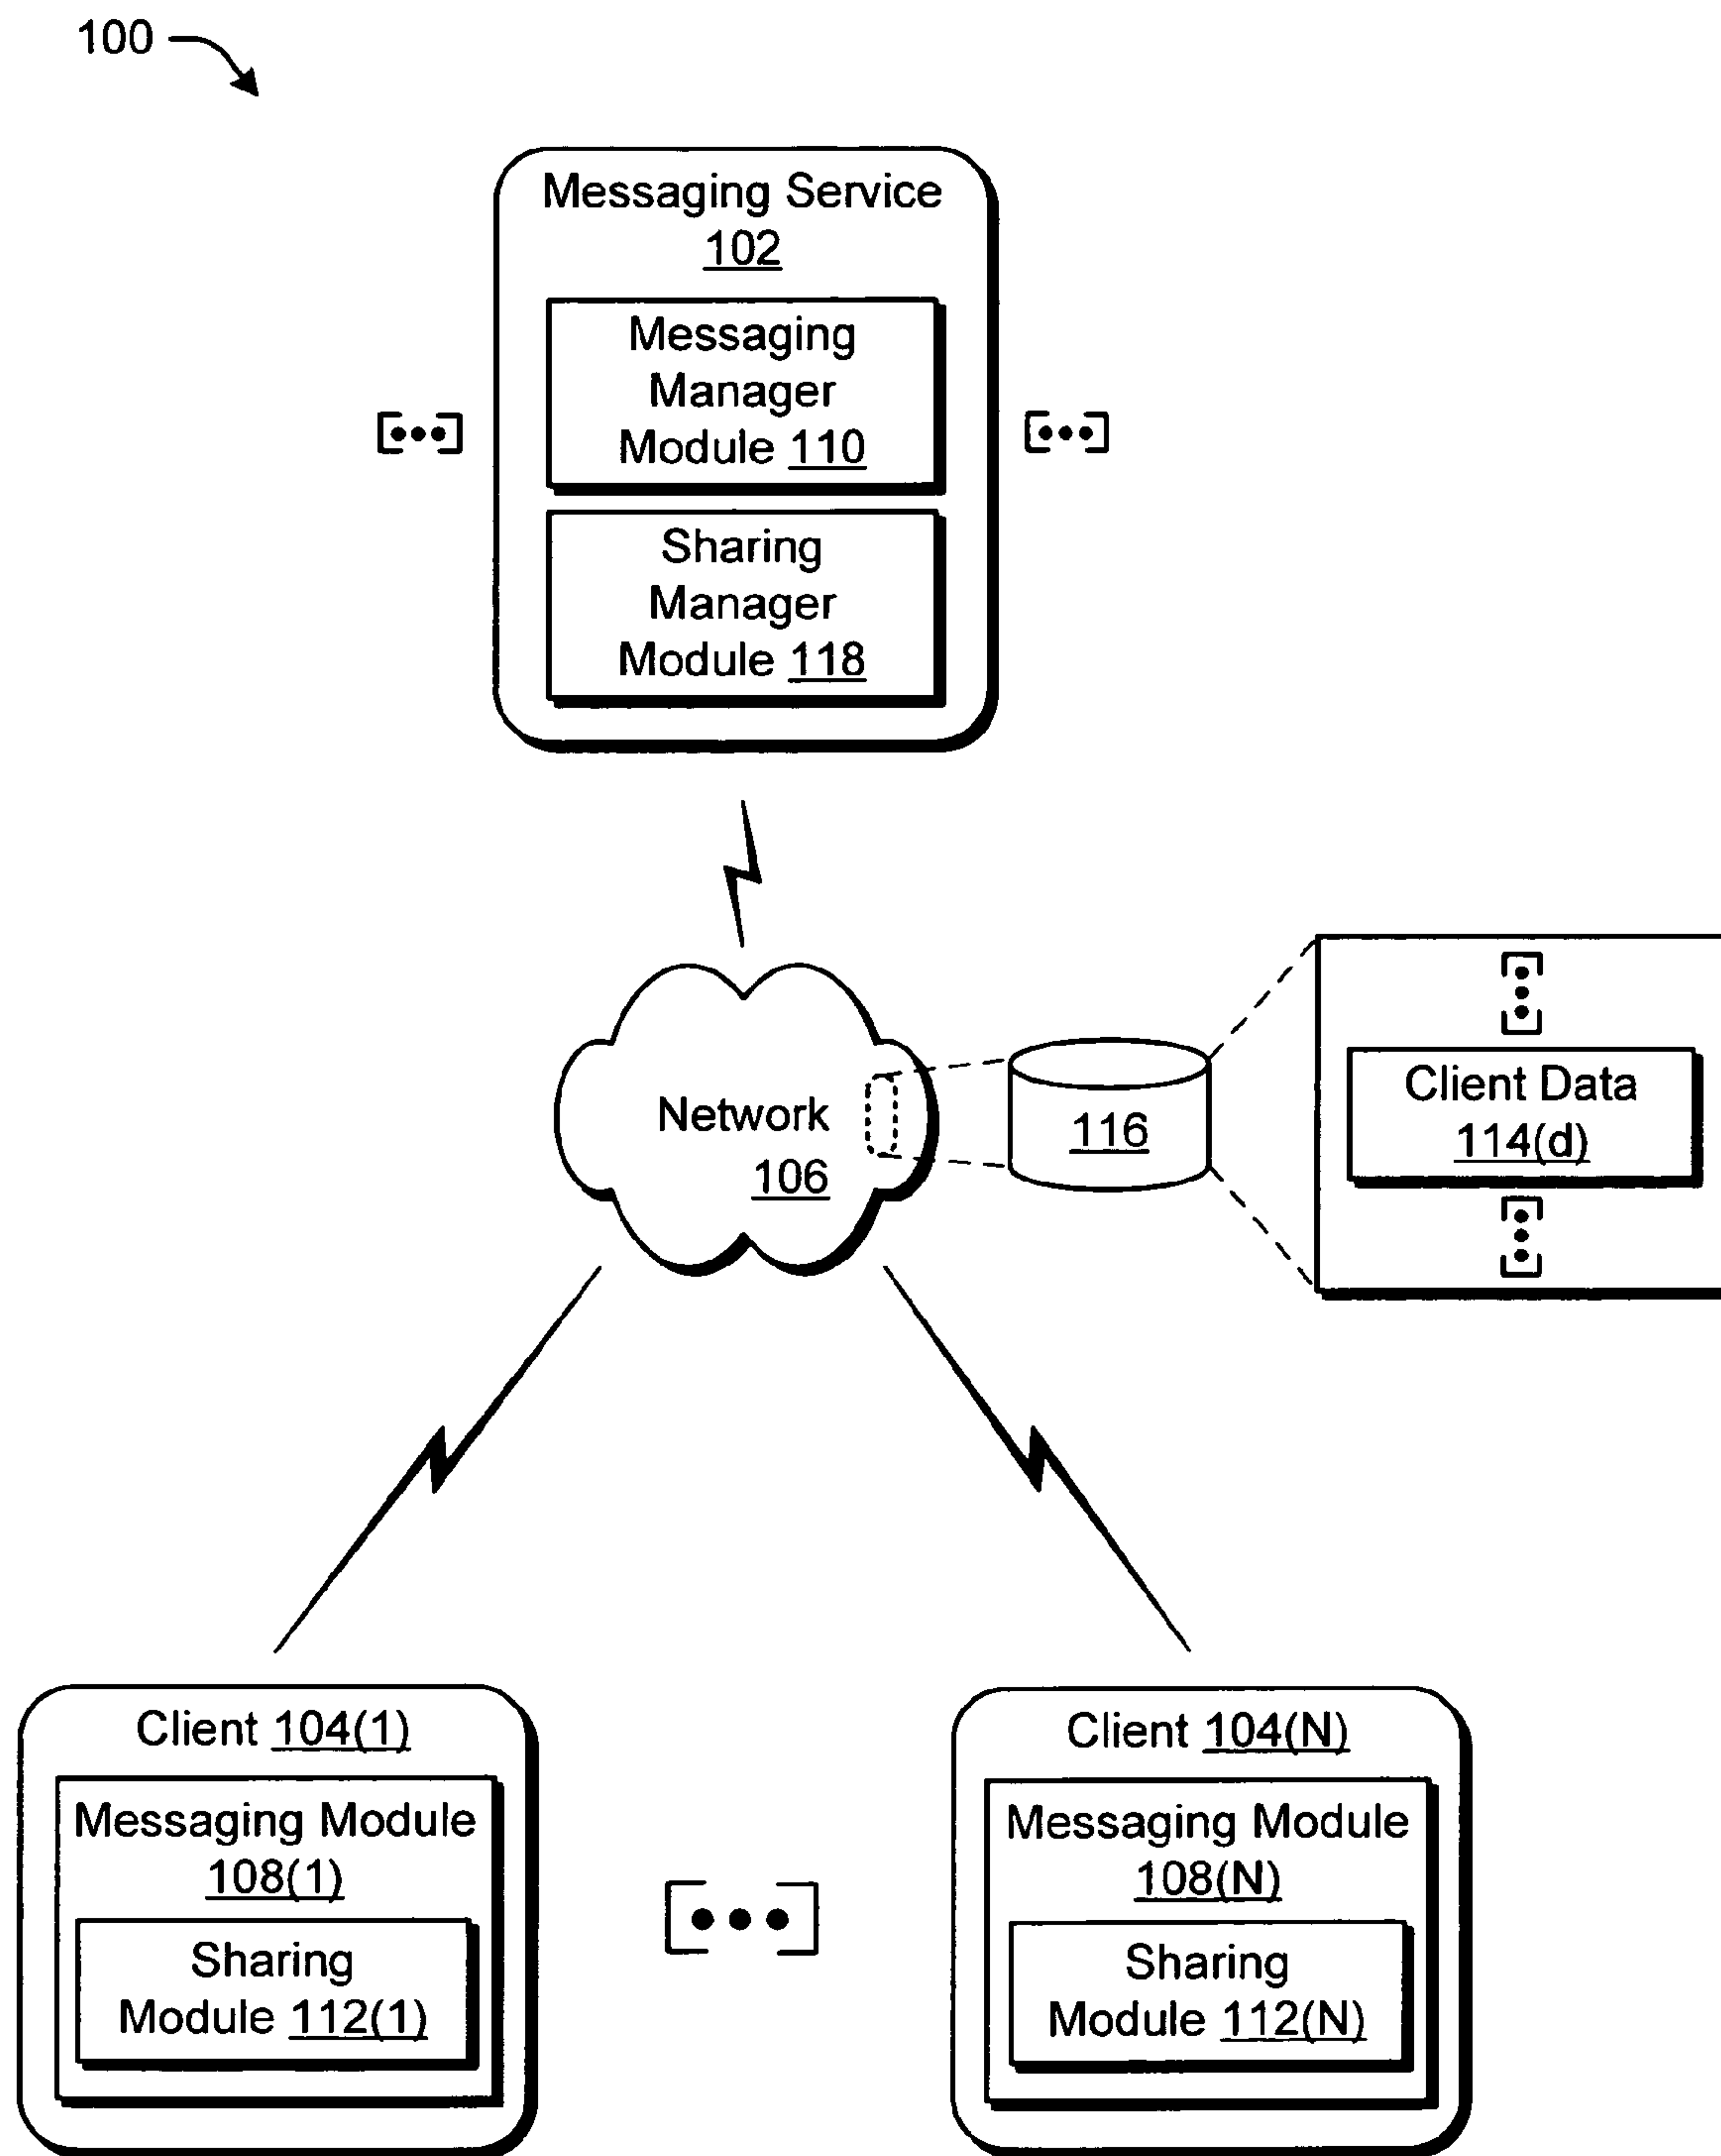 100
Messaging Service
102
Messaging
Manager
Module 110
Sharing
Manager
Module 118
Network
106
116
Client Data
114(d)
Client 104(1)
Messaging Module
108(1)
Sharing
Module 112(1)
Client 104(N)
Messaging Module
108(N)
Sharing
Module 112(N)